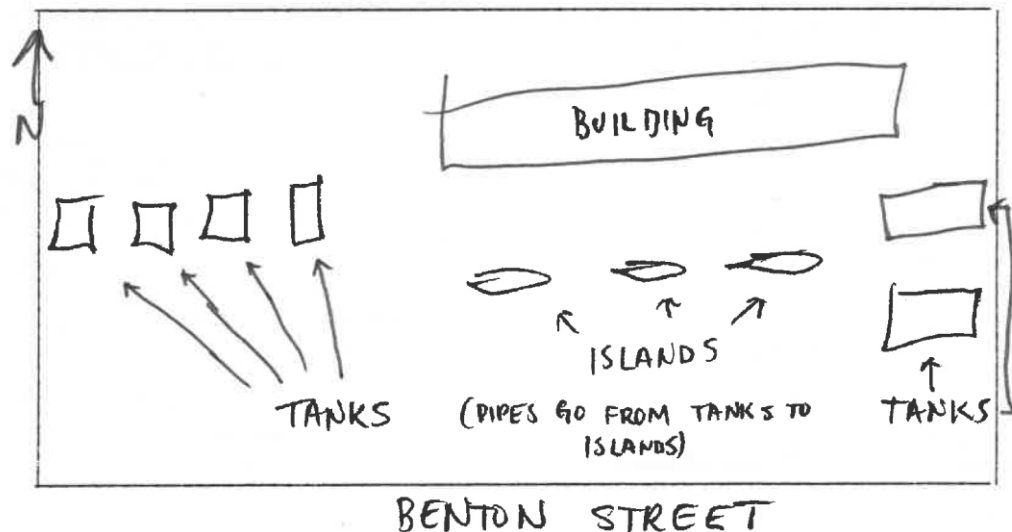 N
BUILDING
ISLANDS
TANKS
(PIPES GO FROM TANKS TO
ISLANDS)
TANKS
BENTON STREET